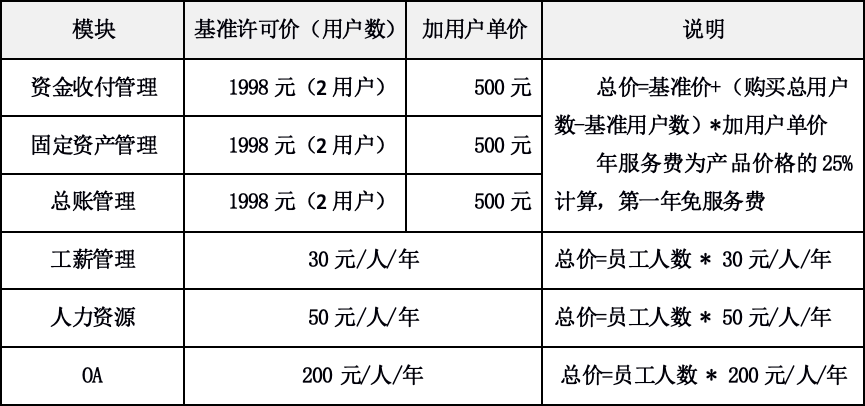 模块 基准许可价（用户数） 加用户单价 说明
资金收付管理 1998 元（2 用户） 500 元
固定资产管理 1998 元（2 用户） 500 元
总账管理 1998 元（2 用户） 500 元
总价=基准价+（购买总用户
数-基准用户数）*加用户单价
年服务费为产品价格的 25%
计算，第一年免服务费
工薪管理 30 元/人/年 总价=员工人数 * 30 元/人/年
人力资源 50 元/人/年 总价=员工人数 * 50 元/人/年
OA 200 元/人/年 总价=员工人数 * 200 元/人/年